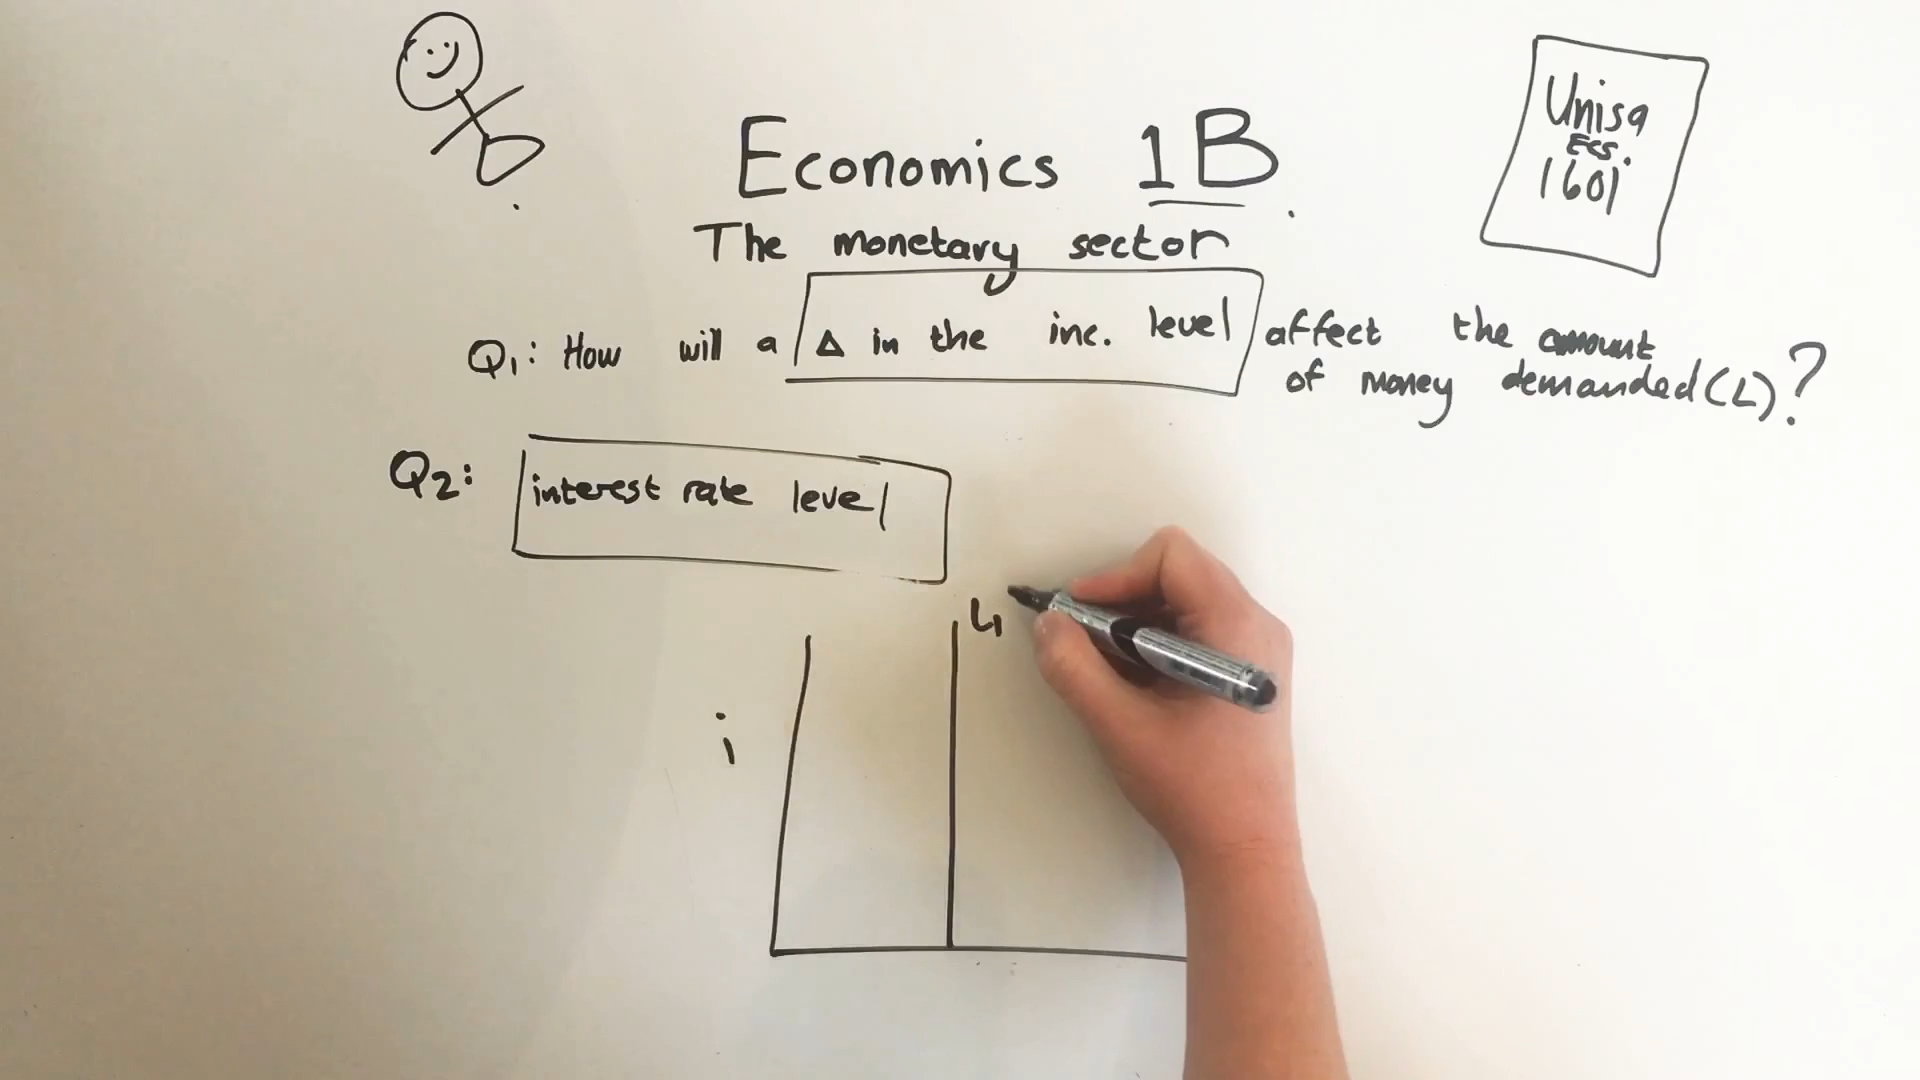 Economics 1B
Unisa
Ecs.
1601
The monetary sector
Q1: How will a Δ in the inc. level affect the amount
of money demanded (L)?
Q2: interest rate level
L1
i